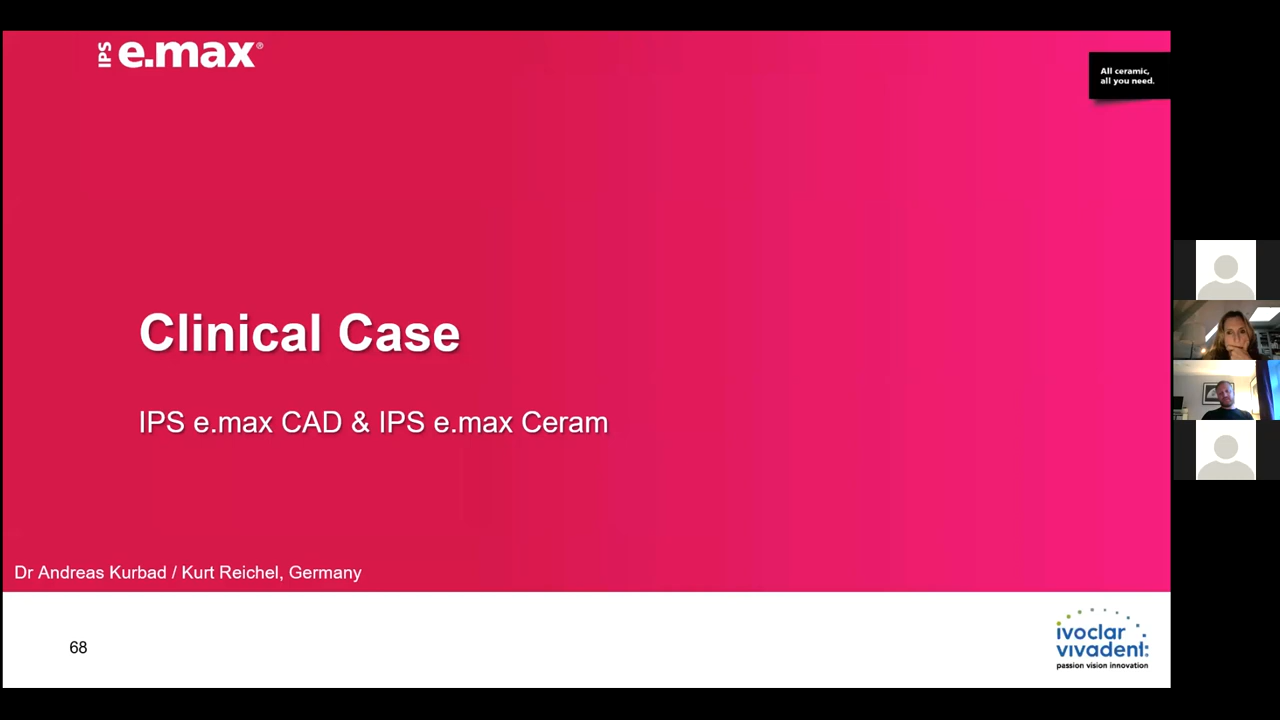 IPS e.max®
All ceramic,
all you need.
Clinical Case
IPS e.max CAD & IPS e.max Ceram
Dr Andreas Kurbad / Kurt Reichel, Germany
68
ivoclar
vivadent:
passion vision innovation